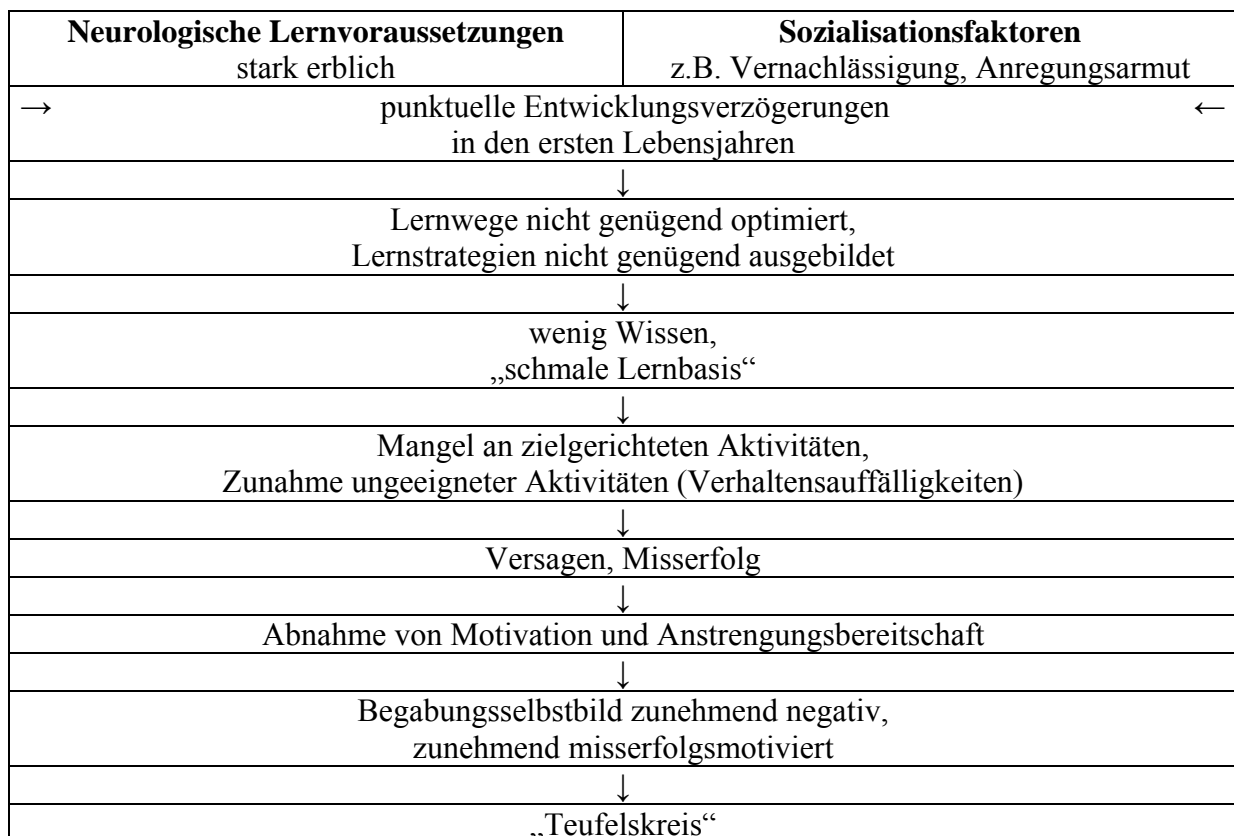 Neurologische Lernvoraussetzungen
stark erblich
Sozialisationsfaktoren
z.B. Vernachlässigung, Anregungsarmut
→ punktuelle Entwicklungsverzögerungen ←
in den ersten Lebensjahren
↓
Lernwege nicht genügend optimiert,
Lernstrategien nicht genügend ausgebildet
↓
wenig Wissen,
„schmale Lernbasis“
↓
Mangel an zielgerichteten Aktivitäten,
Zunahme ungeeigneter Aktivitäten (Verhaltensauffälligkeiten)
↓
Versagen, Misserfolg
↓
Abnahme von Motivation und Anstrengungsbereitschaft
↓
Begabungsselbstbild zunehmend negativ,
zunehmend misserfolgsmotiviert
↓
„Teufelskreis“